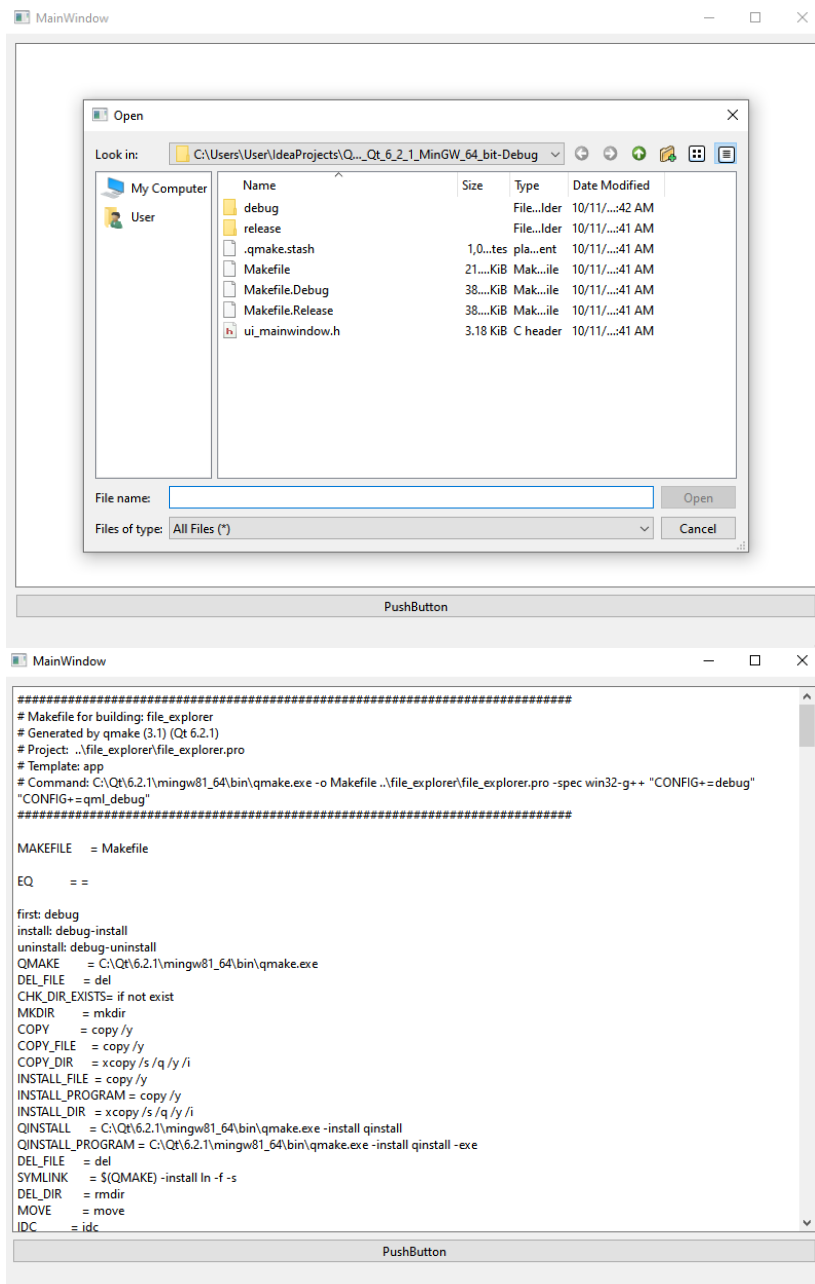 MainWindow
Open
Look in: C:\Users\User\IdeaProjects\Q..._Qt_6_2_1_MinGW_64_bit-Debug
My Computer
User
Name Size Type Date Modified
debug File...lder 10/11/...:42 AM
release File...lder 10/11/...:41 AM
.qmake.stash 1,0...tes pla...ent 10/11/...:41 AM
Makefile 21....KiB Mak...ile 10/11/...:41 AM
Makefile.Debug 38....KiB Mak...ile 10/11/...:41 AM
Makefile.Release 38....KiB Mak...ile 10/11/...:41 AM
ui_mainwindow.h 3.18 KiB C header 10/11/...:41 AM
File name: Open
Files of type: All Files (*) Cancel
PushButton
MainWindow
#############################################################################
# Makefile for building: file_explorer
# Generated by qmake (3.1) (Qt 6.2.1)
# Project: ..\file_explorer\file_explorer.pro
# Template: app
# Command: C:\Qt\6.2.1\mingw81_64\bin\qmake.exe -o Makefile ..\file_explorer\file_explorer.pro -spec win32-g++ "CONFIG+=debug"
"CONFIG+=qml_debug"
#############################################################################
MAKEFILE = Makefile
EQ = =
first: debug
install: debug-install
uninstall: debug-uninstall
QMAKE = C:\Qt\6.2.1\mingw81_64\bin\qmake.exe
DEL_FILE = del
CHK_DIR_EXISTS= if not exist
MKDIR = mkdir
COPY = copy /y
COPY_FILE = copy /y
COPY_DIR = xcopy /s /q /y /i
INSTALL_FILE = copy /y
INSTALL_PROGRAM = copy /y
INSTALL_DIR = xcopy /s /q /y /i
QINSTALL = C:\Qt\6.2.1\mingw81_64\bin\qmake.exe -install qinstall
QINSTALL_PROGRAM = C:\Qt\6.2.1\mingw81_64\bin\qmake.exe -install qinstall -exe
DEL_FILE = del
SYMLINK = $(QMAKE) -install ln -f -s
DEL_DIR = rmdir
MOVE = move
IDC = idc
PushButton